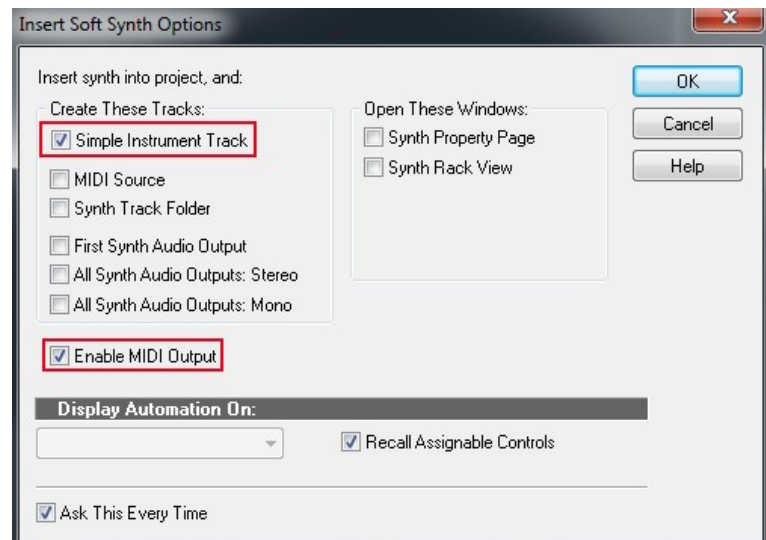 Insert Soft Synth Options
x
Insert synth into project, and:
Create These Tracks:
Simple Instrument Track
MIDI Source
Synth Track Folder
First Synth Audio Output
All Synth Audio Outputs: Stereo
All Synth Audio Outputs: Mono
Enable MIDI Output
Open These Windows:
Synth Property Page
Synth Rack View
OK
Cancel
Help
Display Automation On:
Recall Assignable Controls
Ask This Every Time